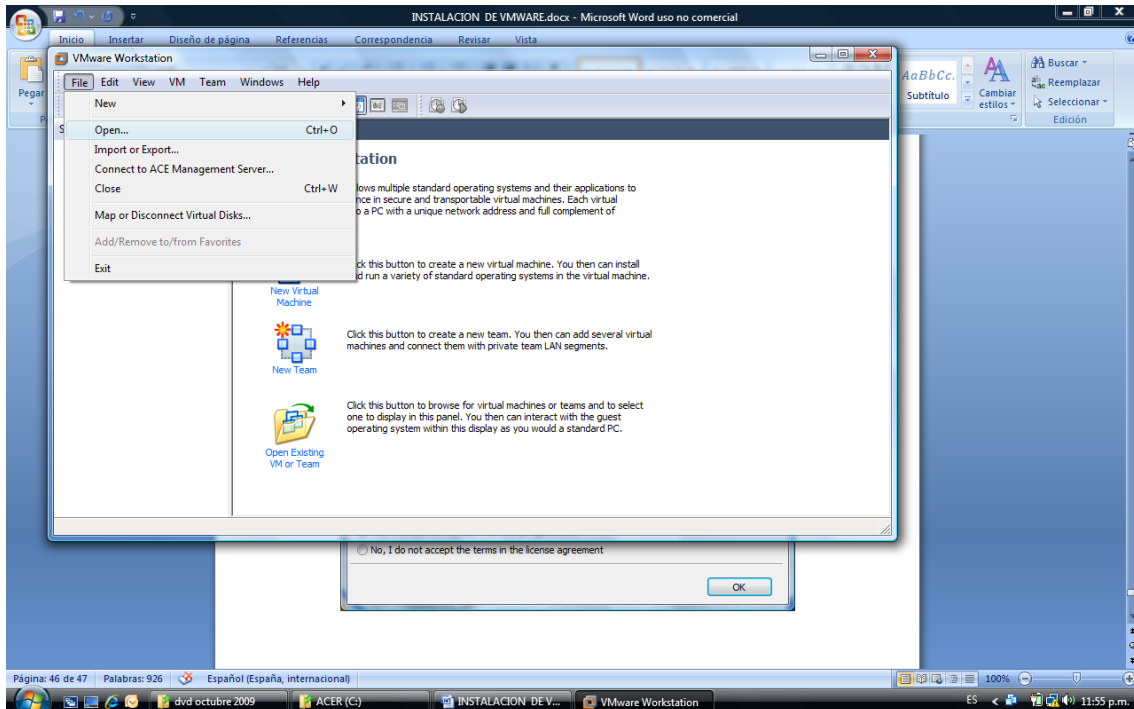 INSTALACION DE VMWARE.docx - Microsoft Word uso no comercial
Inicio Insertar Diseño de página Referencias Correspondencia Revisar Vista
Pegar
AaBbCc.
Subtítulo
Cambiar estilos
Buscar
Reemplazar
Seleccionar
Edición
VMware Workstation
File Edit View VM Team Windows Help
New
Open... Ctrl+O
Import or Export...
Connect to ACE Management Server...
Close Ctrl+W
Map or Disconnect Virtual Disks...
Add/Remove to/from Favorites
Exit
tation
lows multiple standard operating systems and their applications to
nce in secure and transportable virtual machines. Each virtual
o a PC with a unique network address and full complement of
ck this button to create a new virtual machine. You then can install
d run a variety of standard operating systems in the virtual machine.
New Virtual
Machine
Click this button to create a new team. You then can add several virtual
machines and connect them with private team LAN segments.
New Team
Click this button to browse for virtual machines or teams and to select
one to display in this panel. You then can interact with the guest
operating system within this display as you would a standard PC.
Open Existing
VM or Team
No, I do not accept the terms in the license agreement
OK
Página: 46 de 47 Palabras: 926 Español (España, internacional) 100%
dvd octubre 2009 ACER (C:) INSTALACION DE V... VMware Workstation ES 11:55 p.m.